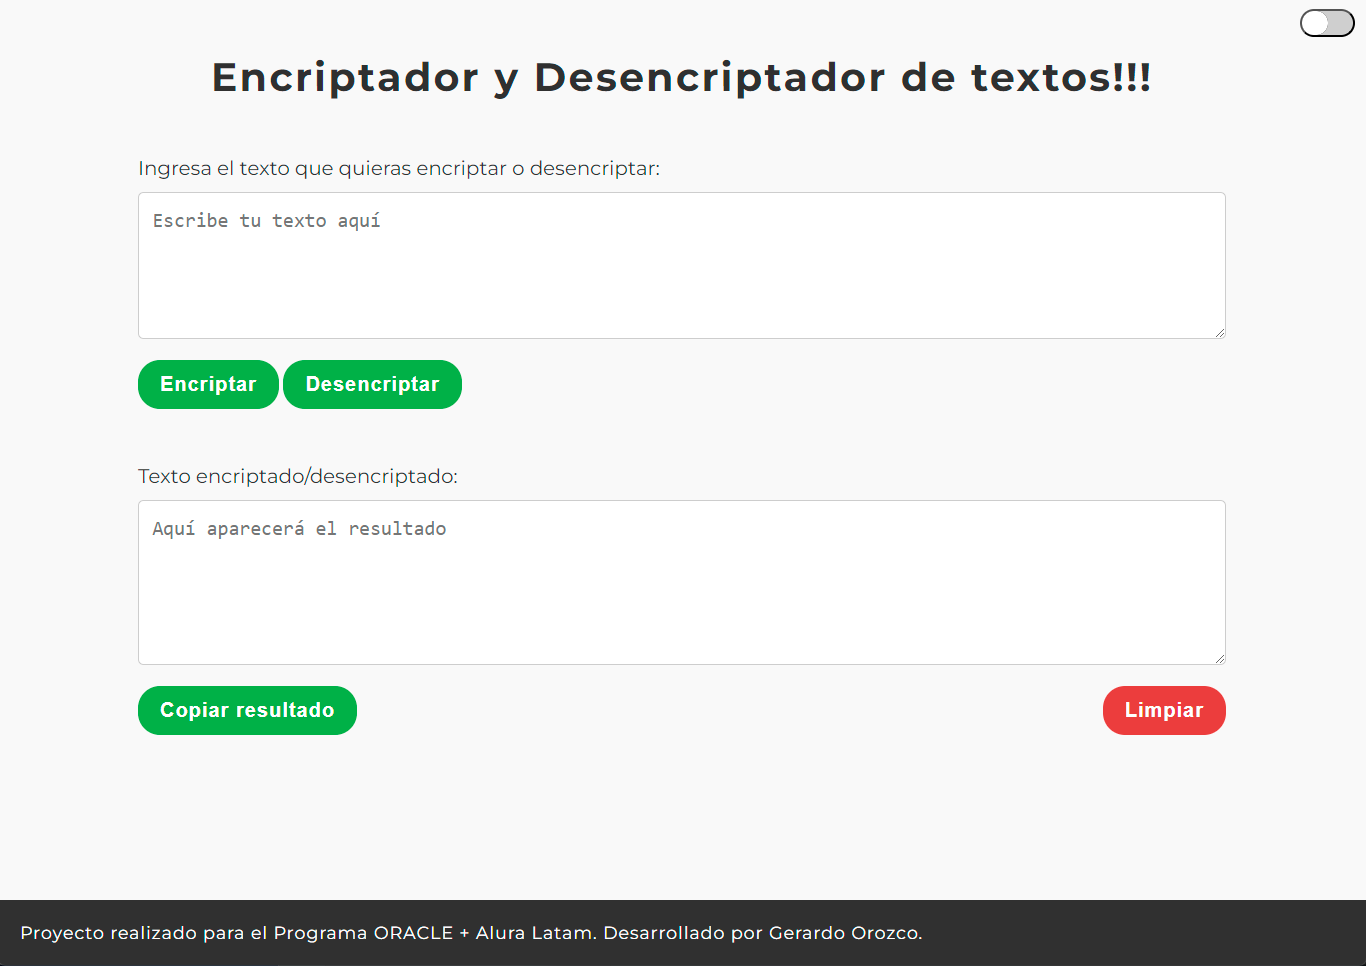 Encriptador y Desencriptador de textos!!!
Ingresa el texto que quieras encriptar o desencriptar:
Escribe tu texto aquí
Encriptar Desencriptar
Texto encriptado/desencriptado:
Aquí aparecerá el resultado
Copiar resultado Limpiar
Proyecto realizado para el Programa ORACLE + Alura Latam. Desarrollado por Gerardo Orozco.